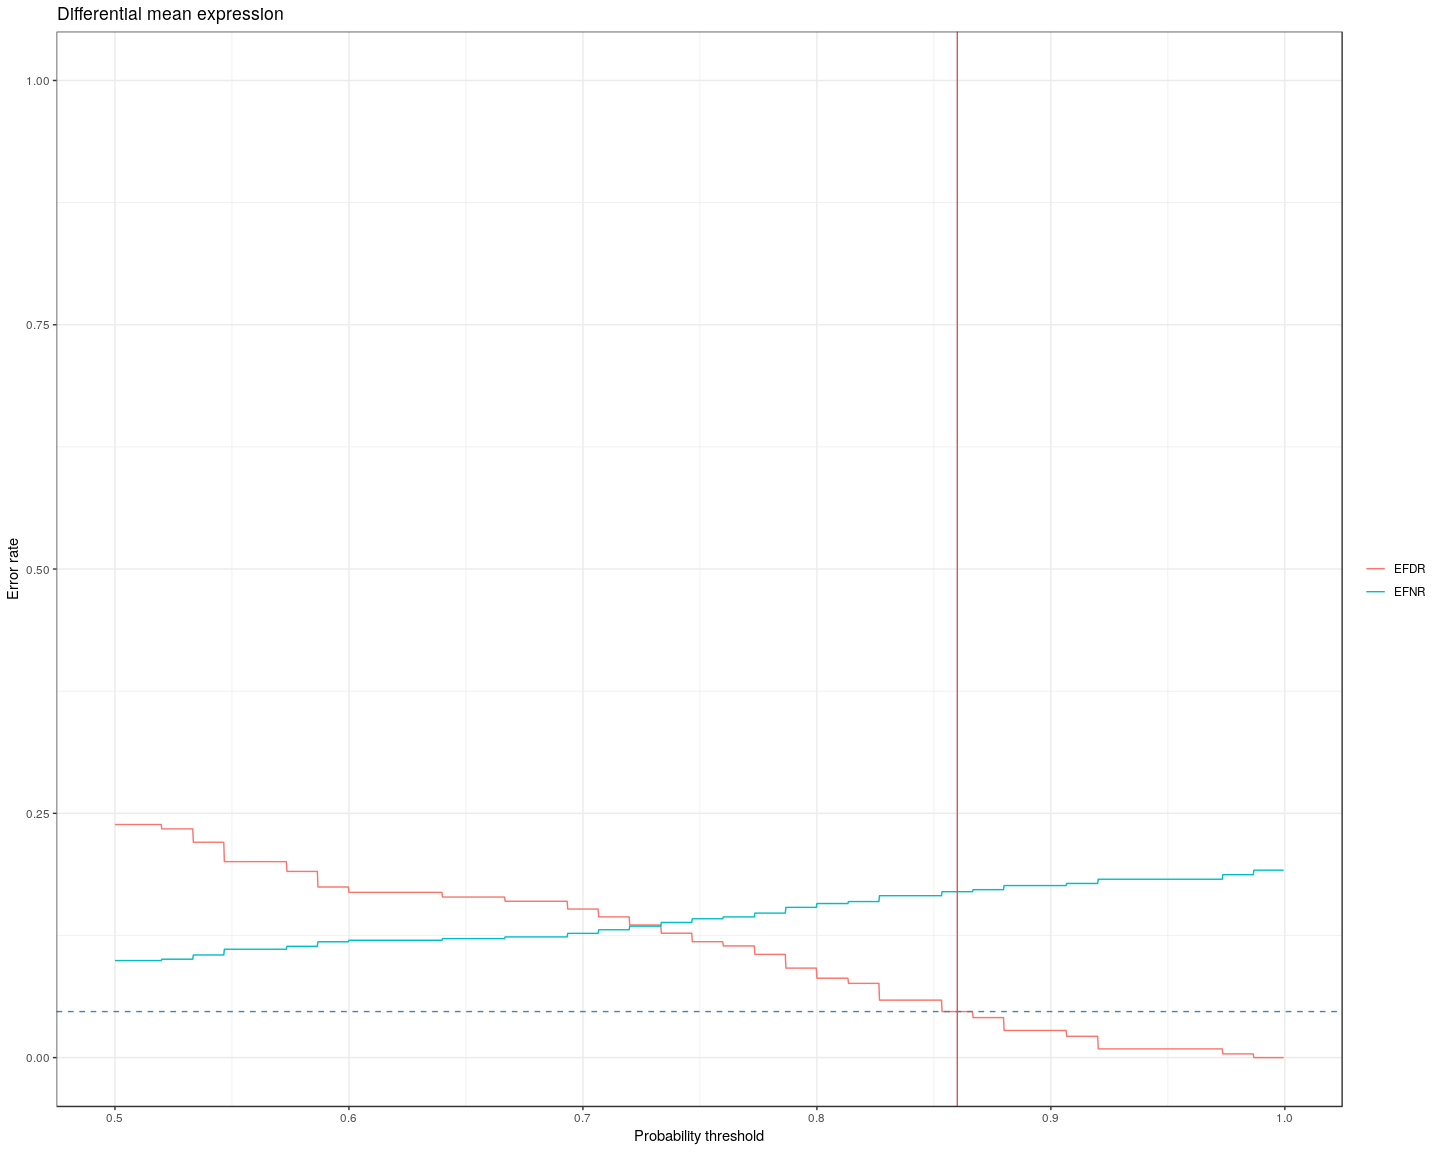 Differential mean expression
1.00
0.75
0.50
0.25
0.00
Error rate
0.5 0.6 0.7 0.8 0.9 1.0
Probability threshold
EFDR
EFNR